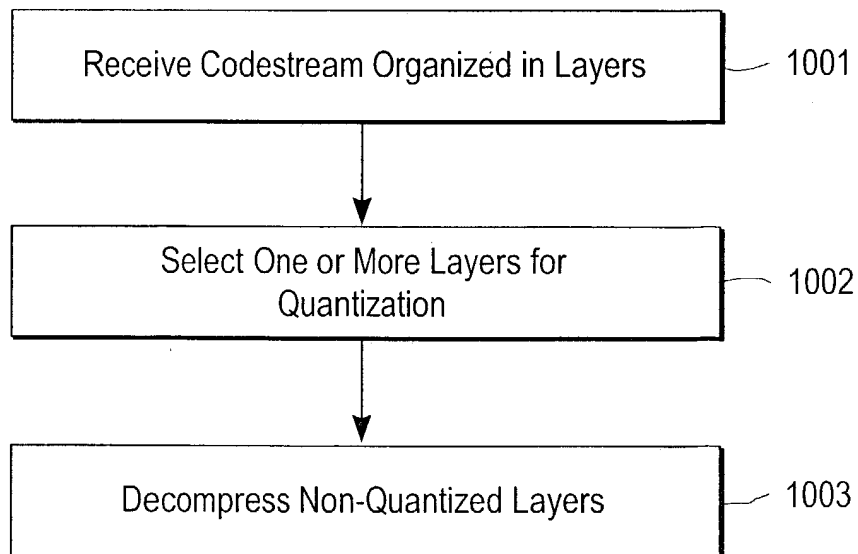 Receive Codestream Organized in Layers
1001
Select One or More Layers for
Quantization
1002
Decompress Non-Quantized Layers
1003